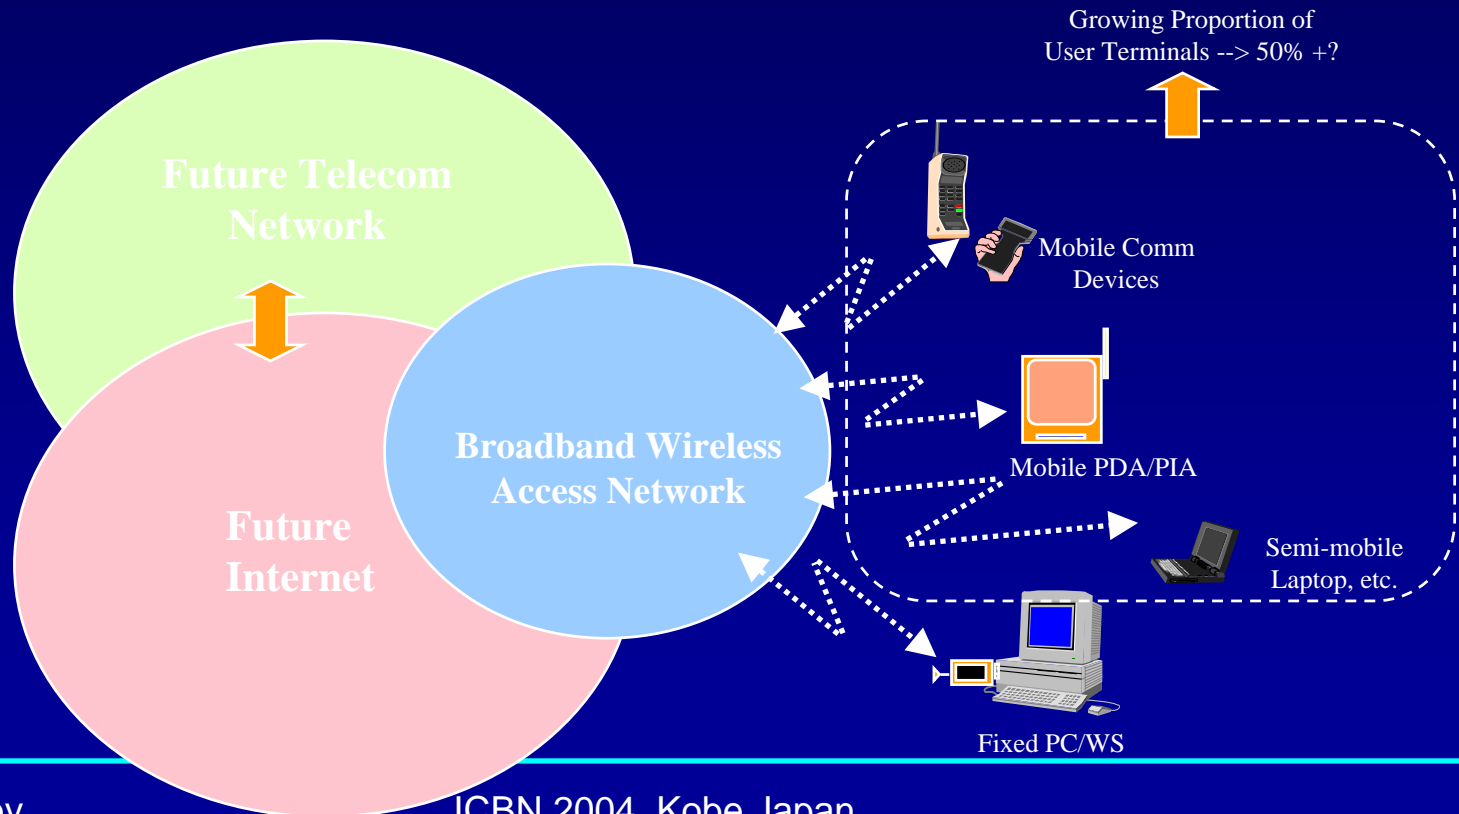 Growing Proportion of
User Terminals --> 50% +?
Future Telecom
Network
Mobile Comm
Devices
Broadband Wireless
Access Network
Mobile PDA/PIA
Future
Internet
Semi-mobile
Laptop, etc.
Fixed PC/WS
ICBN 2004, Kobe Japan